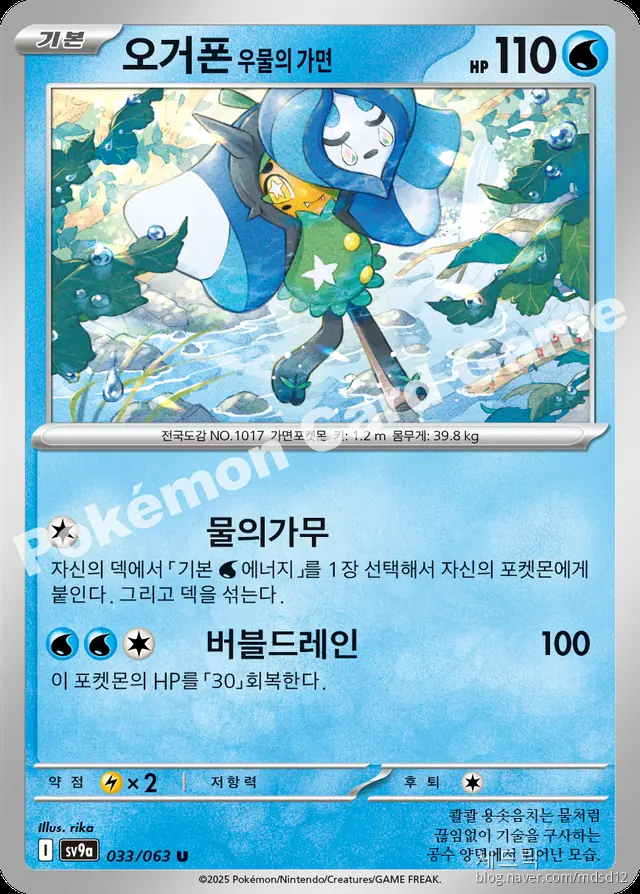 기본 오거폰 우물의 가면 HP 110
전국도감 NO.1017 가면포켓몬 키: 1.2 m 몸무게: 39.8 kg
Pokémon Card Game
물의가무
자신의 덱에서 「기본 에너지」를 1장 선택해서 자신의 포켓몬에게
붙인다. 그리고 덱을 섞는다.
버블드레인 100
이 포켓몬의 HP를 「30」 회복한다.
약점 ×2 저항력 후퇴
Illus. rika
콸콸 용솟음치는 물처럼
끊임없이 기술을 구사하는
공수 양면에서 뛰어난 모습.
I sv9a 033/063 U
©2025 Pokémon/Nintendo/Creatures/GAME FREAK.
blog.naver.com/mdsd12